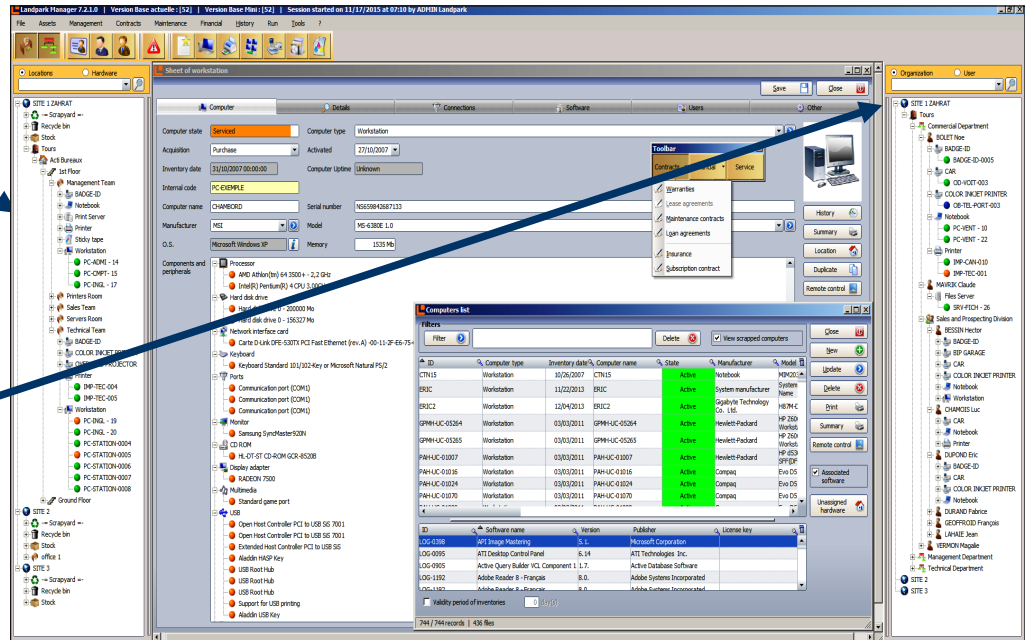 Landpark Manager 7.2.1.0 | Version Base actuelle : [52] | Version Base Mini : [52] | Session started on 11/17/2015 at 07:10 by ADMIN Landpark
File Assets Management Contracts Maintenance Financial History Run Tools ?
Locations Hardware
SITE 1 ZAHRAT
-= Scrapyard =-
Recycle bin
Stock
Tours
Acti Bureaux
1st Floor
Management Team
BADGE-ID
Notebook
Print Server
Printer
Sticky tape
Workstation
PC-ADMI - 14
PC-CMPT- 15
PC-INGL - 17
Printers Room
Sales Team
Servers Room
Technical Team
BADGE-ID
COLOR INKJET PRINTER
Printer
IMP-TEC-004
IMP-TEC-005
Workstation
PC-INGL - 19
PC-INGL - 20
PC-STATION-0004
PC-STATION-0005
PC-STATION-0006
PC-STATION-0007
PC-STATION-0008
Ground Floor
SITE 2
-= Scrapyard =-
Recycle bin
Stock
office 1
SITE 3
-= Scrapyard =-
Recycle bin
Stock
Sheet of workstation
Save Close
Computer Details Connections Software Users Other
Computer state Serviced Computer type Workstation
Acquisition Purchase Activated 27/10/2007
Inventory date 31/10/2007 00:00:00 Computer Uptime Unknown
Internal code PC-EXEMPLE
Computer name CHAMBORD Serial number NS659842687133
Manufacturer MSI Model MS-6380E 1.0
O.S. Microsoft Windows XP Memory 1535 Mb
Components and peripherals
Processor
AMD Athlon(tm) 64 3500+ - 2,2 GHz
Intel(R) Pentium(R) 4 CPU 3.00GHz
Hard disk drive
Hard disk drive 0 - 200000 Mo
Hard disk drive 0 - 156327 Mo
Network interface card
Carte D-Link DFE-530TX PCI Fast Ethernet (rev.A) -00-11-2F-E6-75-
Keyboard
Keyboard Standard 101/102-Key or Microsoft Natural PS/2
Ports
Communication port (COM1)
Communication port (COM1)
Communication port (COM1)
Monitor
Samsung SyncMaster920N
CD ROM
HL-DT-ST CD-ROM GCR-8520B
Display adapter
RADEON 7500
Multimedia
Standard game port
USB
Open Host Controller PCI to USB SiS 7001
Open Host Controller PCI to USB SiS 7001
Extended Host Controller PCI to USB SiS
Aladdin HASP Key
USB Root Hub
USB Root Hub
USB Root Hub
Support for USB printing
Aladdin USB Key
Toolbar
Contracts Service
Warranties
Lease agreements
Maintenance contracts
Loan agreements
Insurance
Subscription contract
History
Summary
Location
Duplicate
Remote control
Computers list
Filters
Filter Delete View scrapped computers
ID Computer type Inventory date Computer name State Manufacturer Model
CTN15 Workstation 10/26/2007 CTN15 Active Notebook
ERIC Workstation 11/22/2013 ERIC Active System manufacturer System Name
ERIC2 Workstation 12/04/2013 ERIC2 Active Gigabyte Technology Co. Ltd.
GPMH-UC-05264 Workstation 03/03/2011 GPMH-UC-05264 Active Hewlett-Packard
GPMH-UC-05265 Workstation 03/03/2011 GPMH-UC-05265 Active Hewlett-Packard
PAH-UC-01007 Workstation 03/03/2011 PAH-UC-01007 Active Hewlett-Packard
PAH-UC-01016 Workstation 03/03/2011 PAH-UC-01016 Active Compaq Evo D5
PAH-UC-01024 Workstation 03/03/2011 PAH-UC-01024 Active Compaq Evo D5
PAH-UC-01070 Workstation 03/03/2011 PAH-UC-01070 Active Compaq Evo D5
Close
New
Update
Delete
Print
Summary
Remote control
Associated software
Unassigned hardware
ID Software name Version Publisher License key
LOG-0398 API Image Mastering 5.1. Microsoft Corporation
LOG-0095 ATI Desktop Control Panel 6.14 ATI Technologies Inc.
LOG-0905 Active Query Builder VCL Component 1 1.7. Active Database Software
LOG-1192 Adobe Reader 8 - Français 8.0. Adobe Systems Incorporated
LOG-1192 Adobe Reader 8 - Français 8.0 Adobe Systems Incorporated
Validity period of inventories 0 day(s)
744 / 744 records | 436 files
Organization User
SITE 1 ZAHRAT
Tours
Commercial Department
BOLET Noe
BADGE-ID
BADGE-ID-0005
CAR
OD-VOIT-003
COLOR INKJET PRINTER
OB-TEL-PORT-003
Notebook
PC-VENT - 10
PC-VENT - 22
Printer
IMP-CAN-010
IMP-TEC-001
MAVRIK Claude
Files Server
SRV-FICH - 26
Sales and Prospecting Division
BESSIN Hector
BADGE-ID
BIP GARAGE
CAR
COLOR INKJET PRINTER
Notebook
Workstation
CHAMOIS Luc
CAR
Notebook
Printer
DUPOND Eric
BADGE-ID
CAR
COLOR INKJET PRINTER
Notebook
DURAND Fabrice
GEOFFROID François
LAHAIE Jean
VERMON Magalie
Management Department
Technical Department
SITE 2
SITE 3